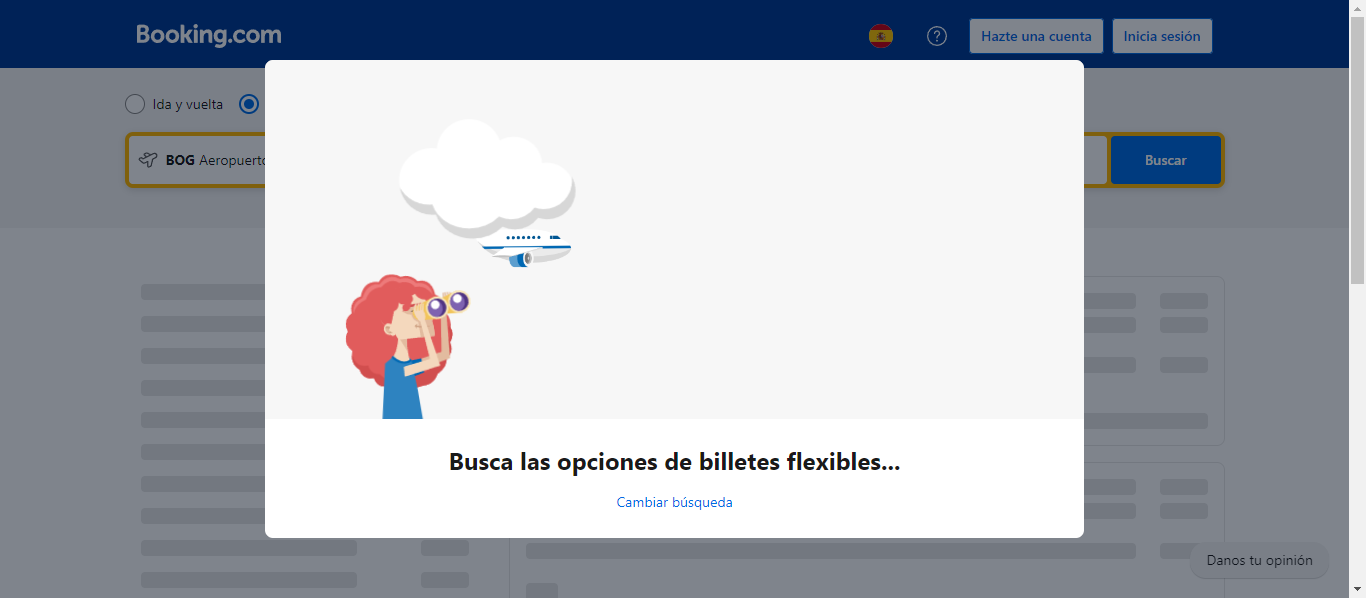 Booking.com
?
Hazte una cuenta
Inicia sesión
Ida y vuelta
BOG Aeropuerto
Buscar
Busca las opciones de billetes flexibles...
Cambiar búsqueda
Danos tu opinión